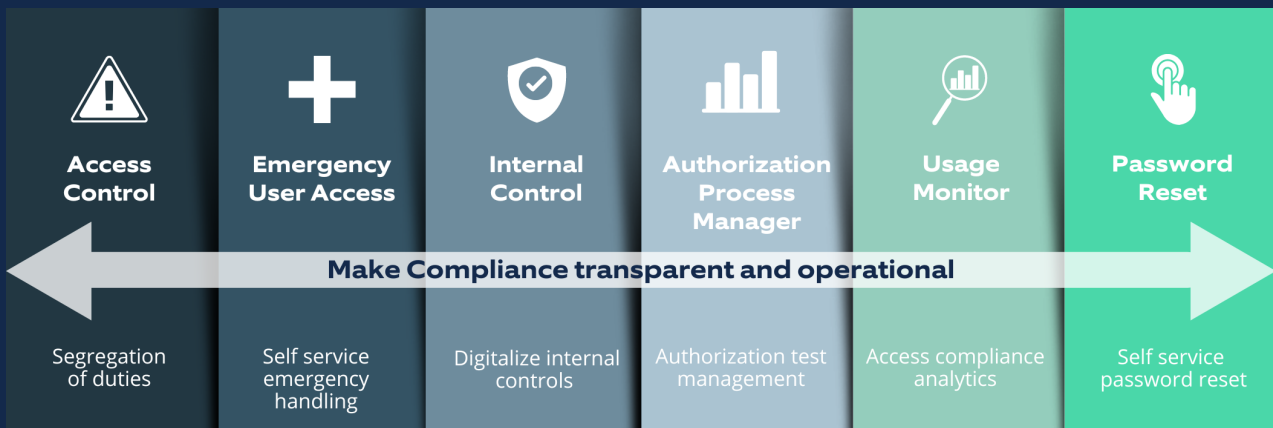 Access
Control
Emergency
User Access
Internal
Control
Authorization
Process
Manager
Usage
Monitor
Password
Reset
Make Compliance transparent and operational
Segregation
of duties
Self service
emergency
handling
Digitalize internal
controls
Authorization test
management
Access compliance
analytics
Self service
password reset